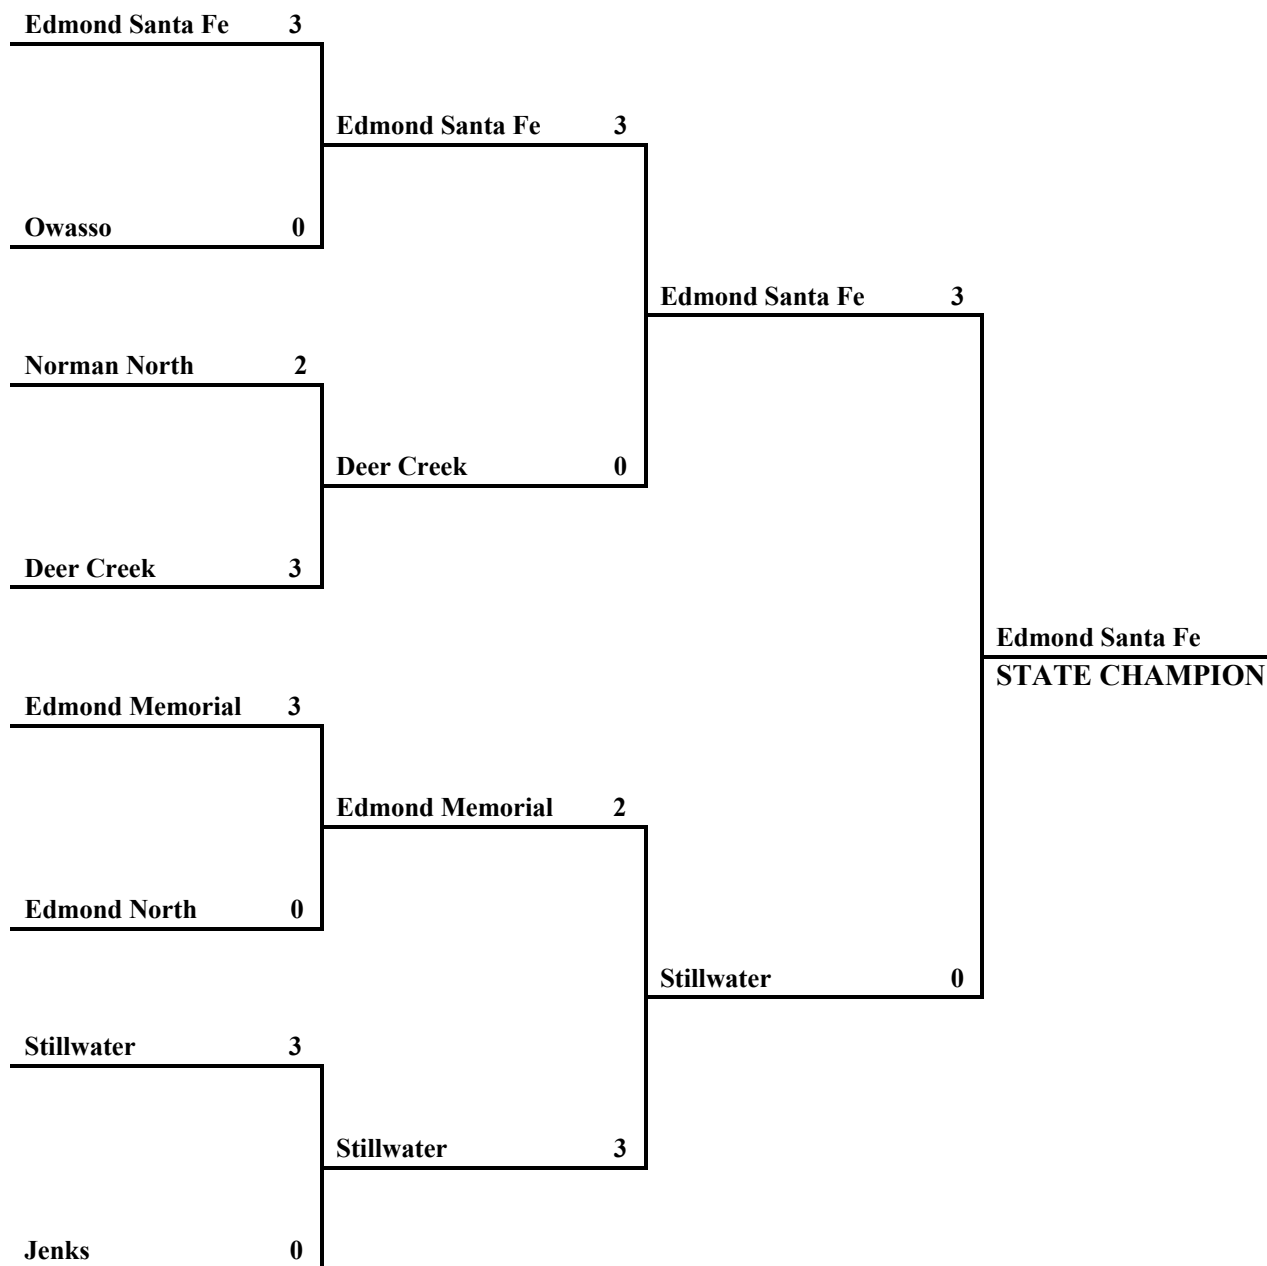 Edmond Santa Fe 3
Edmond Santa Fe 3
Owasso 0
Edmond Santa Fe 3
Norman North 2
Deer Creek 0
Deer Creek 3
Edmond Santa Fe
STATE CHAMPION
Edmond Memorial 3
Edmond Memorial 2
Edmond North 0
Stillwater 0
Stillwater 3
Stillwater 3
Jenks 0